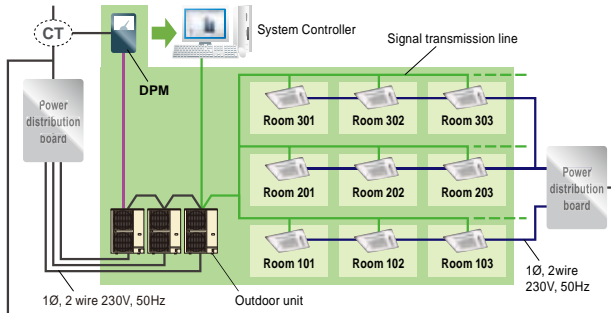 CT
System Controller
Signal transmission line
DPM
Power
distribution
board
Room 301
Room 302
Room 303
Room 201
Room 202
Room 203
Power
distribution
board
Room 101
Room 102
Room 103
1Ø, 2 wire 230V, 50Hz
Outdoor unit
1Ø, 2wire
230V, 50Hz